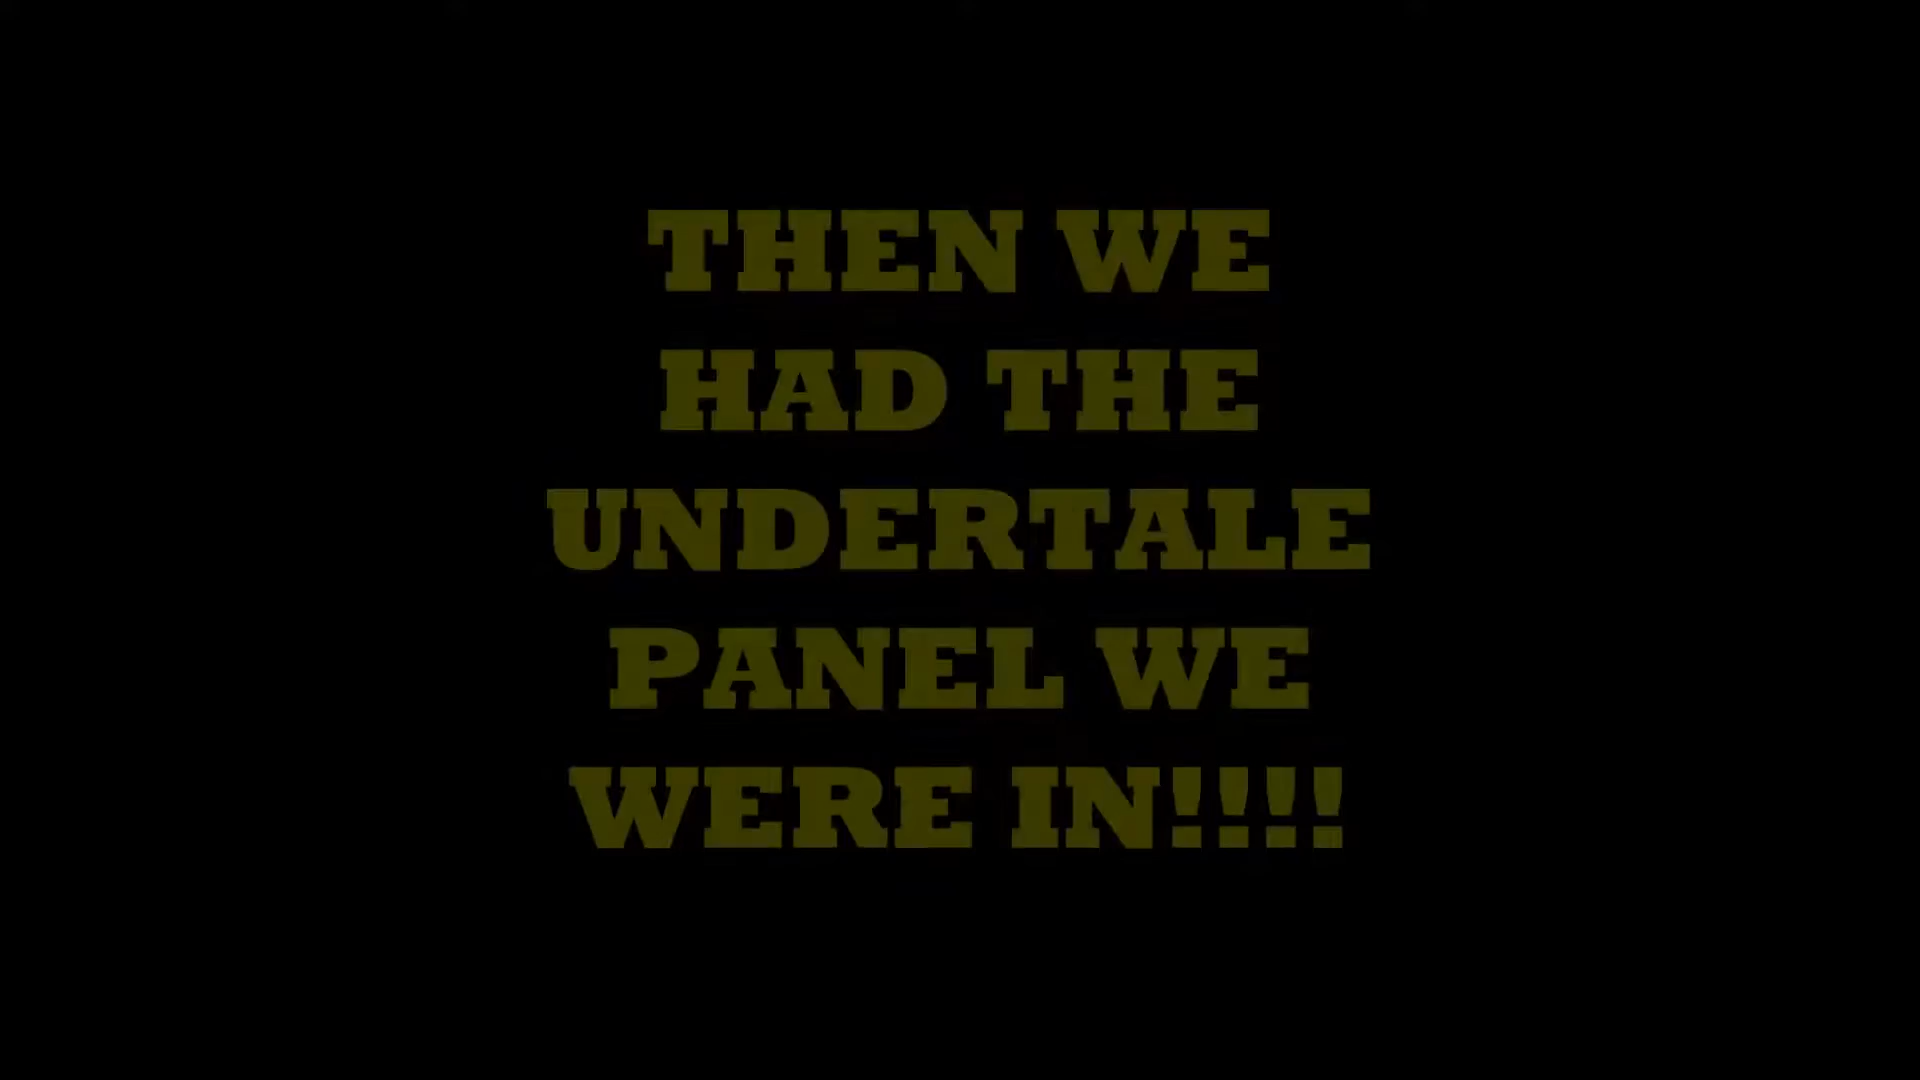 THEN WE
HAD THE
UNDERTALE
PANEL WE
WERE IN!!!!